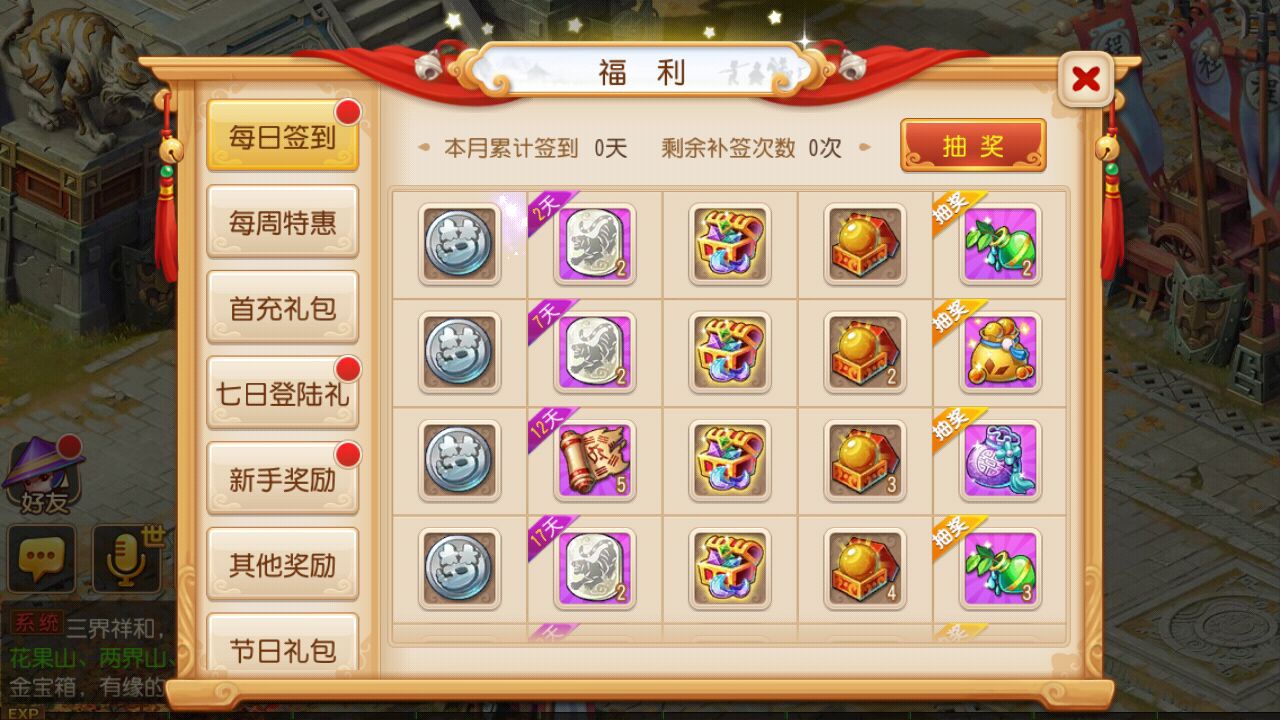 福 利
每日签到
每周特惠
首充礼包
七日登陆礼
新手奖励
其他奖励
节日礼包
本月累计签到 0天 剩余补签次数 0次
抽 奖
2天 2 抽奖 2
7天 2 2 抽奖
12天 5 3 抽奖
17天 2 4 抽奖 3
天 奖
好友
世
系统 三界祥和，
花果山、两界山、
金宝箱，有缘的
EXP